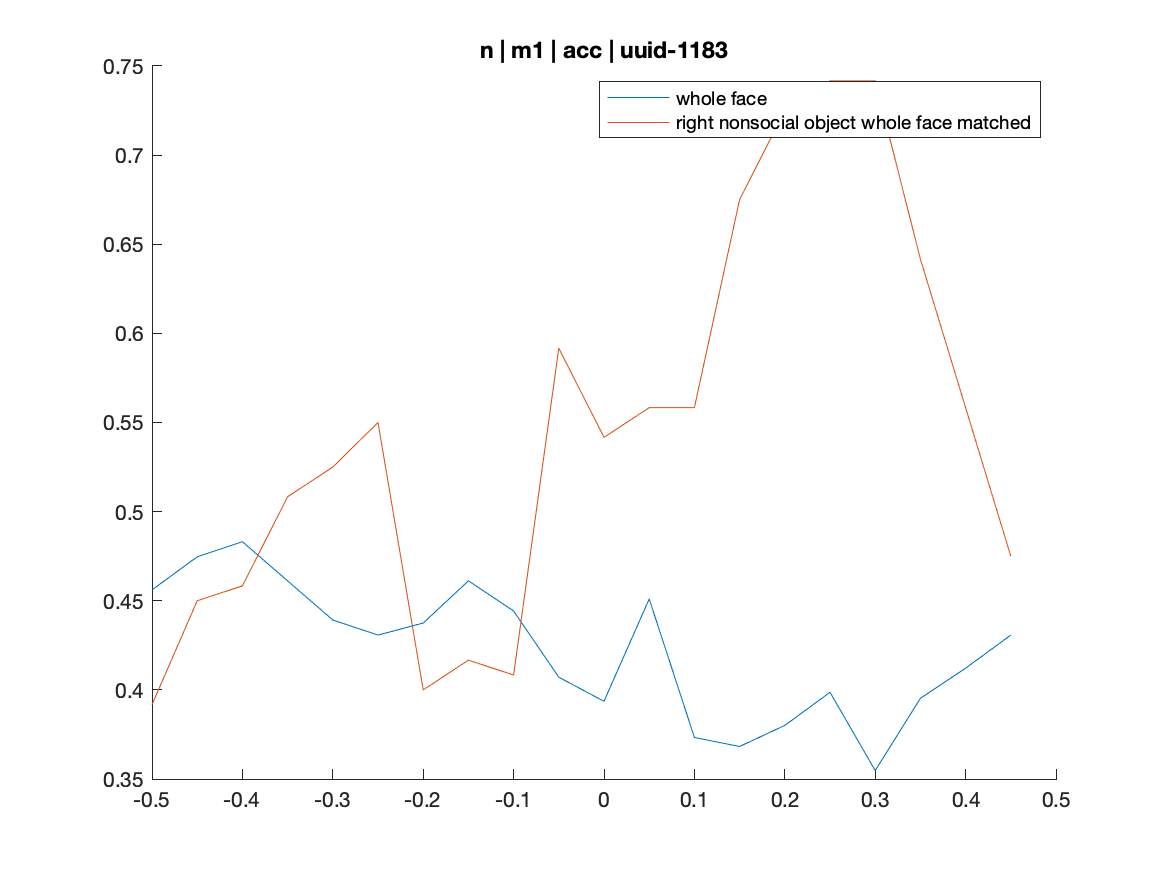 n | m1 | acc | uuid-1183
0.75
whole face
right nonsocial object whole face matched
0.7
0.65
0.6
0.55
0.5
0.45
0.4
0.35
-0.5 -0.4 -0.3 -0.2 -0.1 0 0.1 0.2 0.3 0.4 0.5